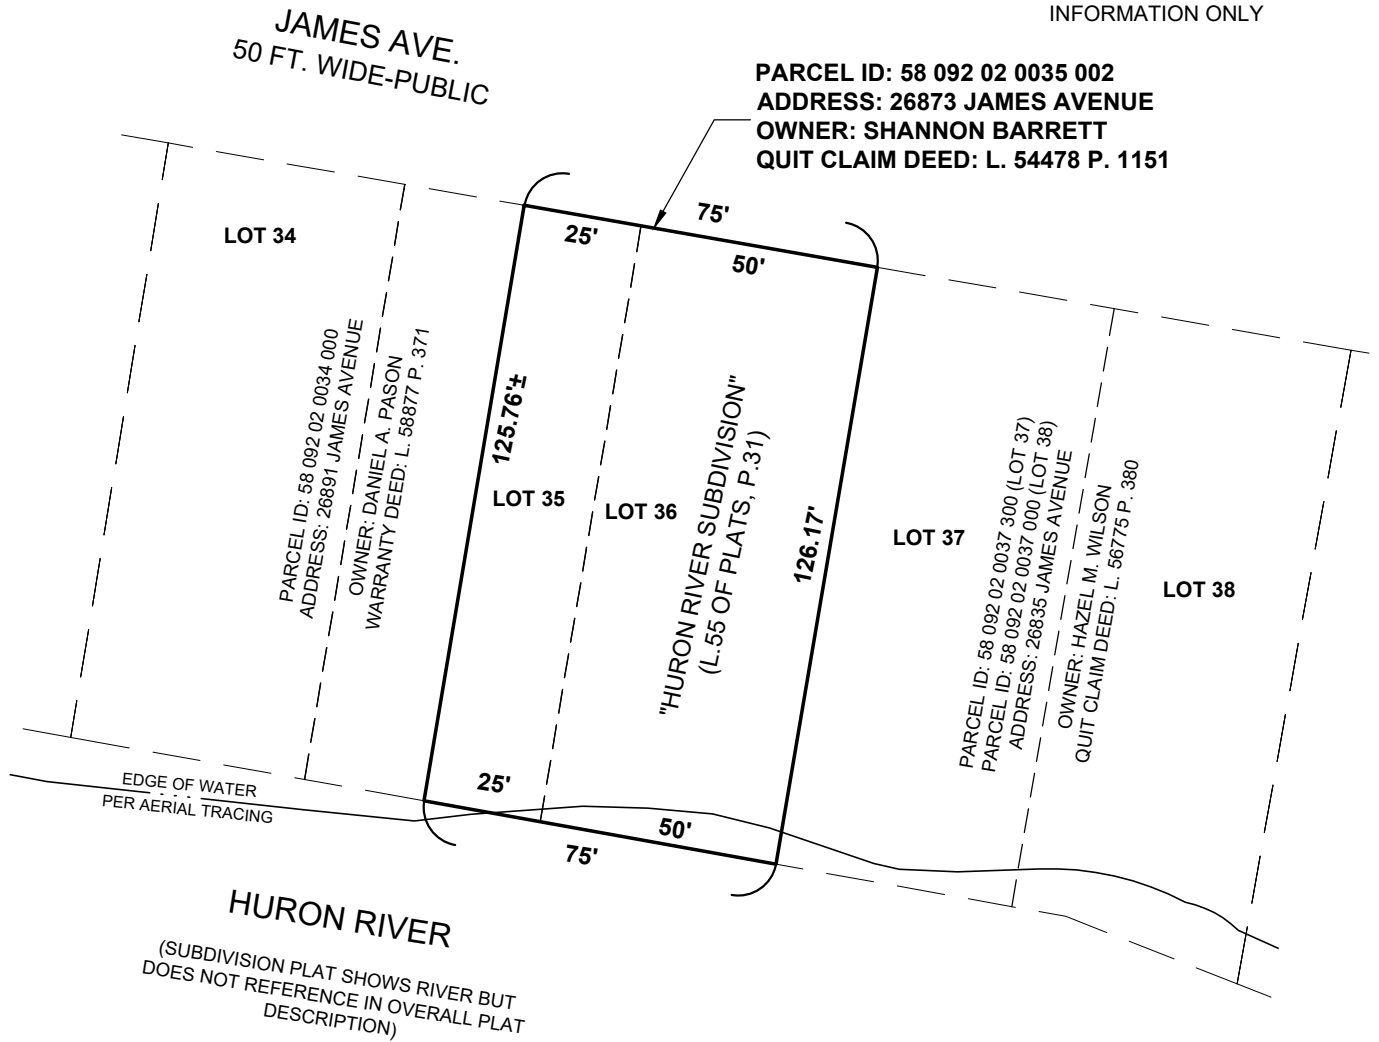 INFORMATION ONLY
JAMES AVE.
50 FT. WIDE-PUBLIC
PARCEL ID: 58 092 02 0035 002
ADDRESS: 26873 JAMES AVENUE
OWNER: SHANNON BARRETT
QUIT CLAIM DEED: L. 54478 P. 1151
75'
25'
50'
LOT 34
PARCEL ID: 58 092 02 0034 000
ADDRESS: 26891 JAMES AVENUE
OWNER: DANIEL A. PASON
WARRANTY DEED: L. 58877 P. 371
125.76'±
LOT 35
LOT 36
"HURON RIVER SUBDIVISION"
(L.55 OF PLATS, P.31)
126.17'
LOT 37
PARCEL ID: 58 092 02 0037 300 (LOT 37)
PARCEL ID: 58 092 02 0037 000 (LOT 38)
ADDRESS: 26835 JAMES AVENUE
OWNER: HAZEL M. WILSON
QUIT CLAIM DEED: L. 56775 P. 380
LOT 38
EDGE OF WATER
PER AERIAL TRACING
25'
50'
75'
HURON RIVER
(SUBDIVISION PLAT SHOWS RIVER BUT
DOES NOT REFERENCE IN OVERALL PLAT
DESCRIPTION)